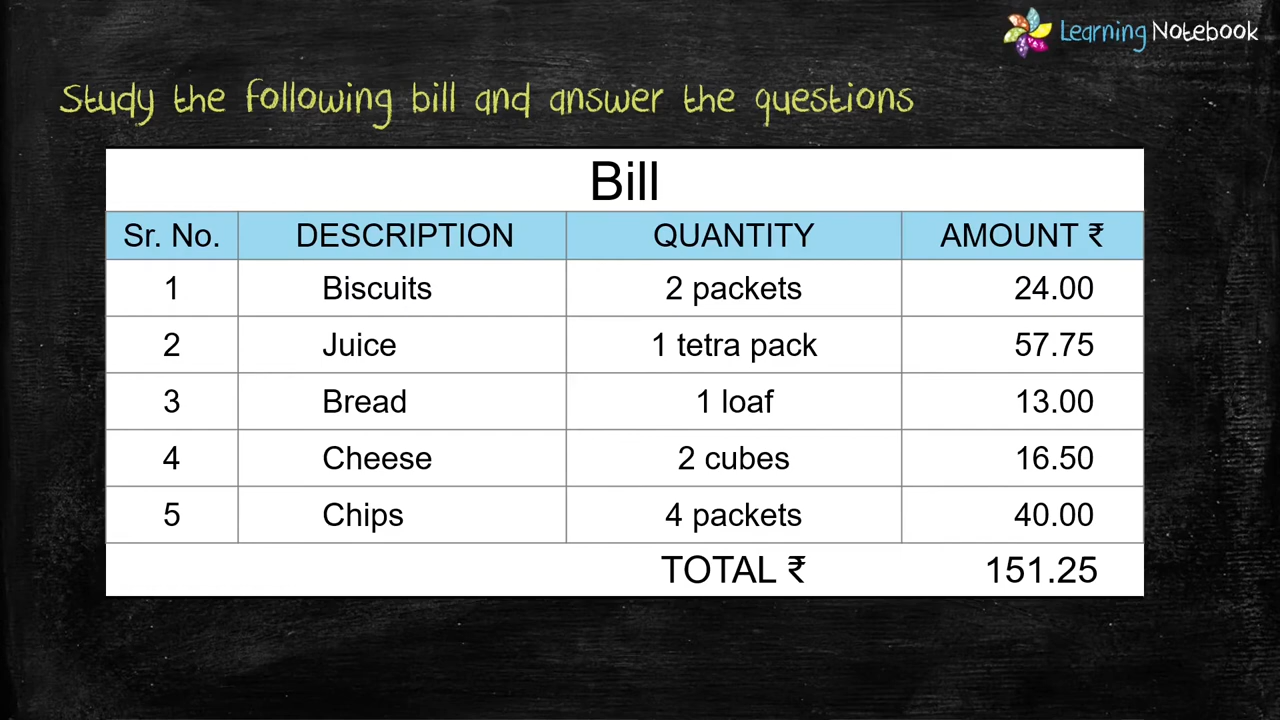 Learning Notebook
Study the following bill and answer the questions
Bill
Sr. No. DESCRIPTION QUANTITY AMOUNT ₹
1 Biscuits 2 packets 24.00
2 Juice 1 tetra pack 57.75
3 Bread 1 loaf 13.00
4 Cheese 2 cubes 16.50
5 Chips 4 packets 40.00
TOTAL ₹ 151.25